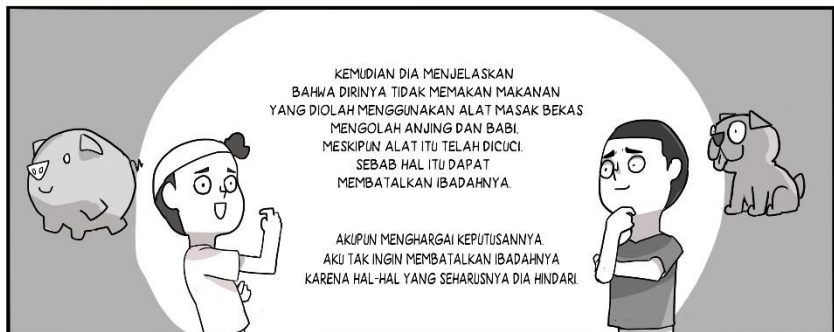 KEMUDIAN DIA MENJELASKAN
BAHWA DIRINYA TIDAK MEMAKAN MAKANAN
YANG DIOLAH MENGGUNAKAN ALAT MASAK BEKAS
MENGOLAH ANJING DAN BABI,
MESKIPUN ALAT ITU TELAH DICUCI.
SEBAB HAL ITU DAPAT
MEMBATALKAN IBADAHNYA.
AKUPUN MENGHARGAI KEPUTUSANNYA.
AKU TAK INGIN MEMBATALKAN IBADAHNYA
KARENA HAL-HAL YANG SEHARUSNYA DIA HINDARI.